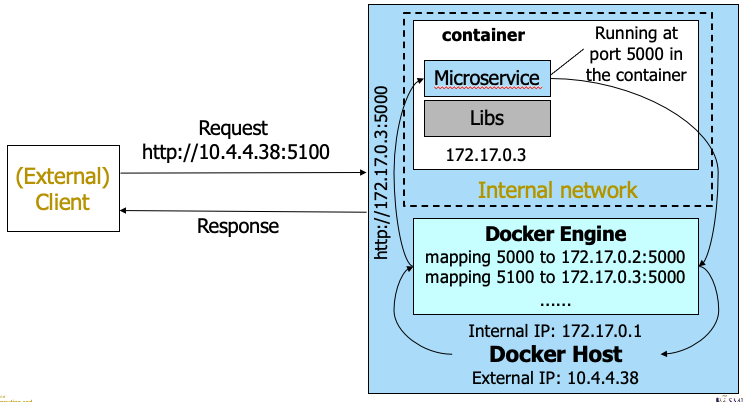 container
Running at
port 5000 in
the container
Microservice
Libs
172.17.0.3
Internal network
http://172.17.0.3:5000
Request
http://10.4.4.38:5100
(External)
Client
Response
Docker Engine
mapping 5000 to 172.17.0.2:5000
mapping 5100 to 172.17.0.3:5000
......
Internal IP: 172.17.0.1
Docker Host
External IP: 10.4.4.38